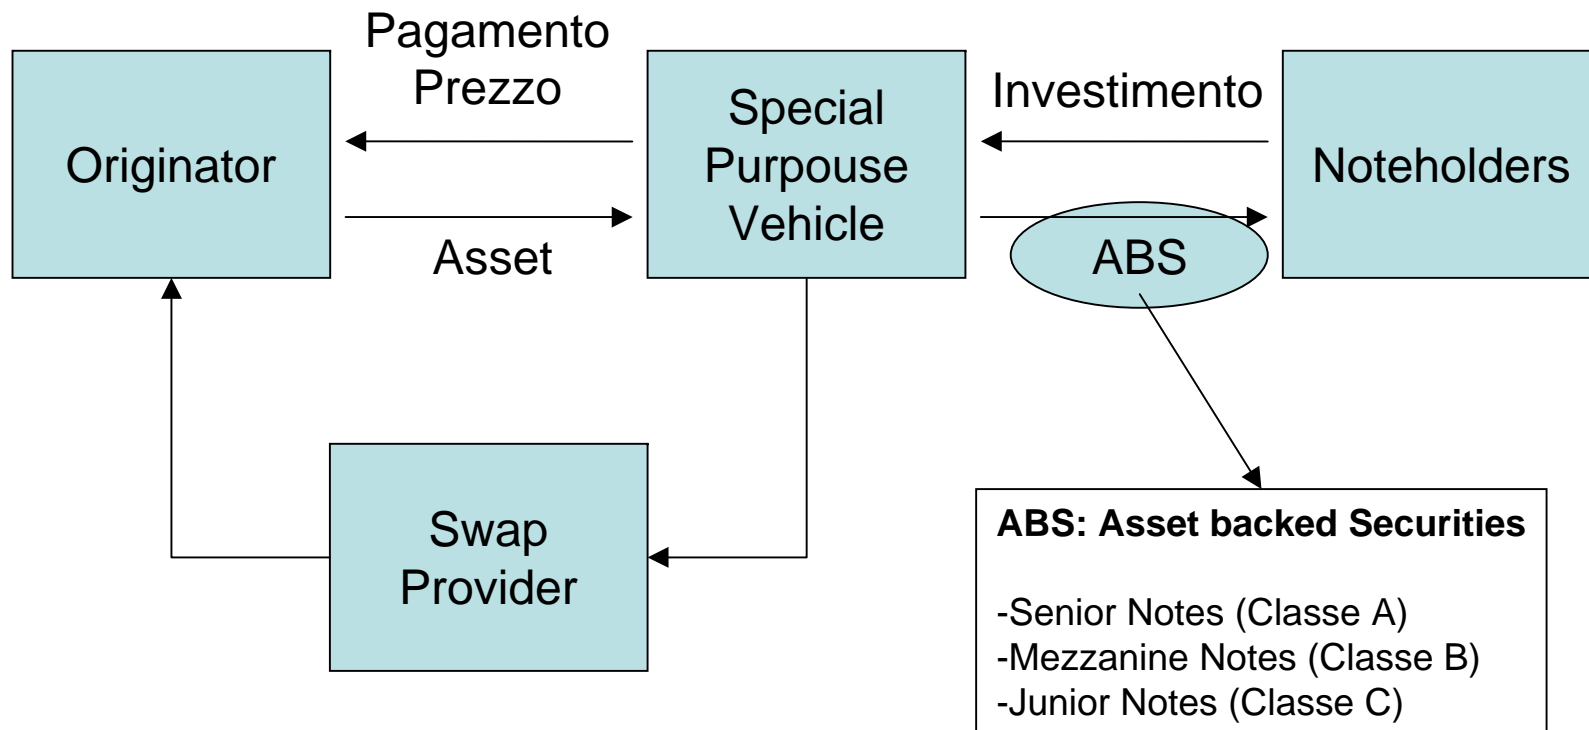 Pagamento
Prezzo
Originator
Asset
Special
Purpouse
Vehicle
Investimento
ABS
Noteholders
Swap
Provider
ABS: Asset backed Securities
-Senior Notes (Classe A)
-Mezzanine Notes (Classe B)
-Junior Notes (Classe C)